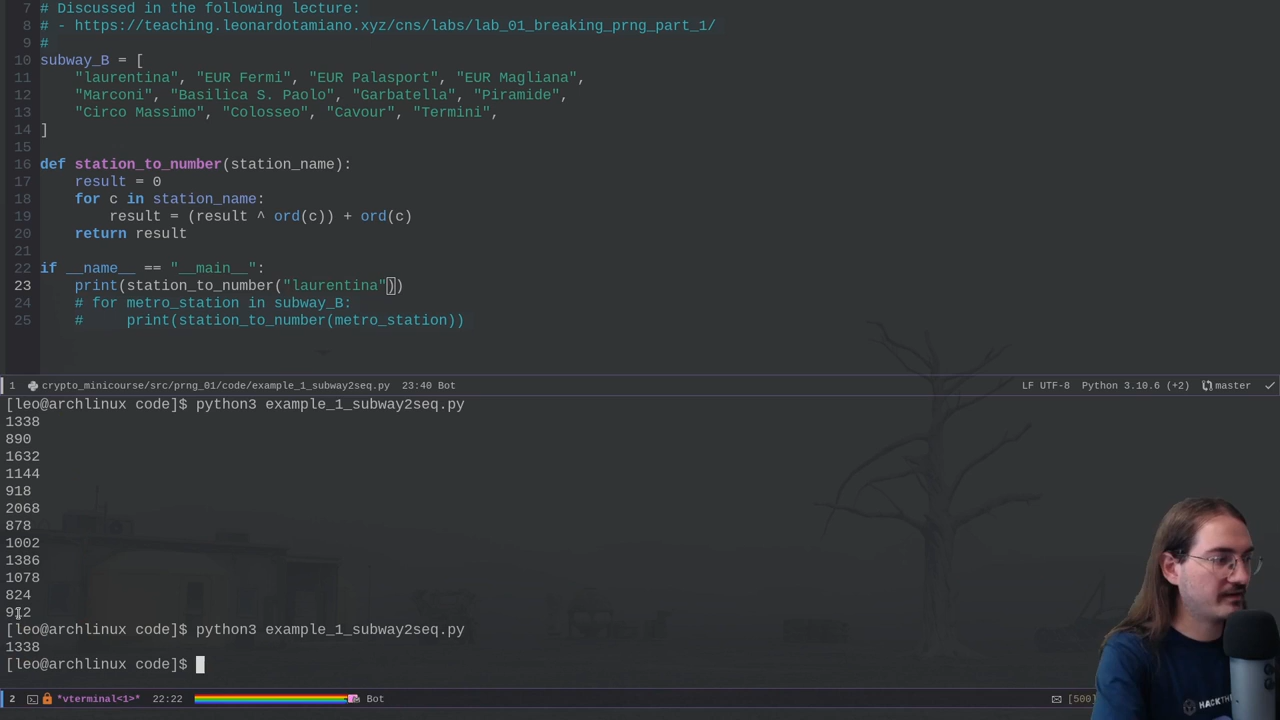 7 # Discussed in the following lecture:
8 # - https://teaching.leonardotamiano.xyz/cns/labs/lab_01_breaking_prng_part_1/
9 #
10 subway_B = [
11 "laurentina", "EUR Fermi", "EUR Palasport", "EUR Magliana",
12 "Marconi", "Basilica S. Paolo", "Garbatella", "Piramide",
13 "Circo Massimo", "Colosseo", "Cavour", "Termini",
14 ]
15
16 def station_to_number(station_name):
17 result = 0
18 for c in station_name:
19 result = (result ^ ord(c)) + ord(c)
20 return result
21
22 if __name__ == "__main__":
23 print(station_to_number("laurentina"))
24 # for metro_station in subway_B:
25 # print(station_to_number(metro_station))
1 crypto_minicourse/src/prng_01/code/example_1_subway2seq.py 23:40 Bot LF UTF-8 Python 3.10.6 (+2) master
[leo@archlinux code]$ python3 example_1_subway2seq.py
1338
890
1632
1144
918
2068
878
1002
1386
1078
824
[leo@archlinux code]$ python3 example_1_subway2seq.py
1338
[leo@archlinux code]$
2 *vterminal<1>* 22:22 Bot [500]